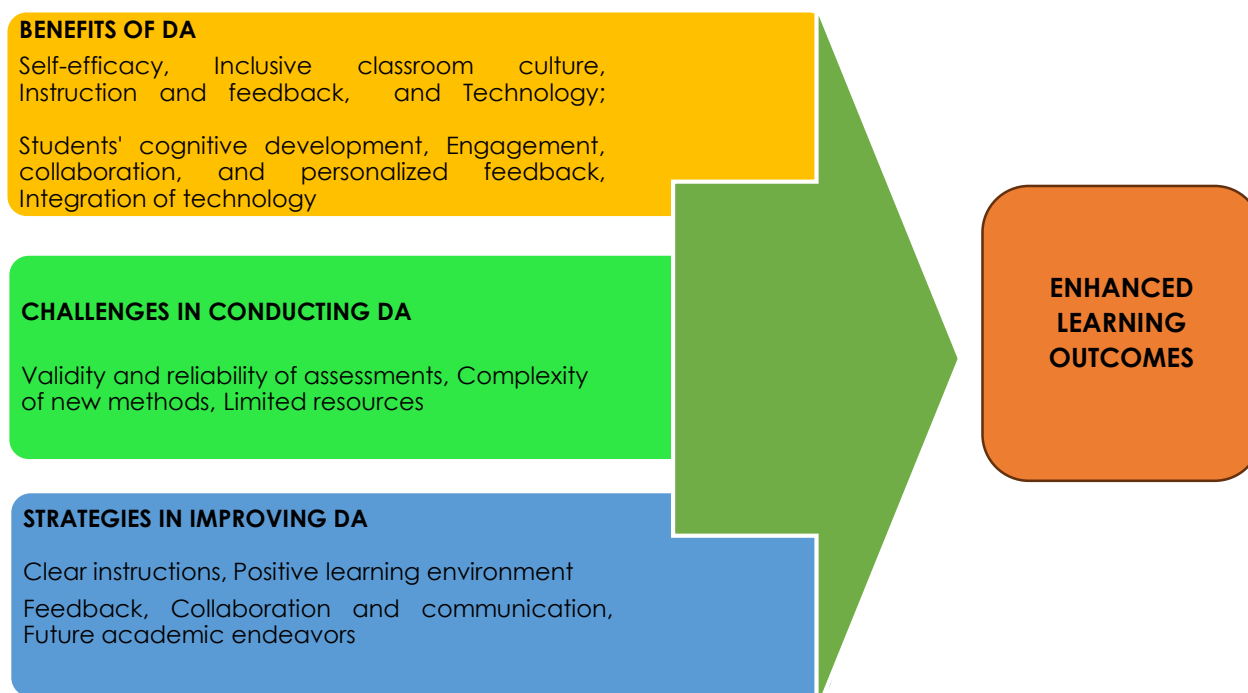 BENEFITS OF DA
Self-efficacy, Inclusive classroom culture,
Instruction and feedback, and Technology;
Students' cognitive development, Engagement,
collaboration, and personalized feedback,
Integration of technology
CHALLENGES IN CONDUCTING DA
Validity and reliability of assessments, Complexity
of new methods, Limited resources
STRATEGIES IN IMPROVING DA
Clear instructions, Positive learning environment
Feedback, Collaboration and communication,
Future academic endeavors
ENHANCED
LEARNING
OUTCOMES